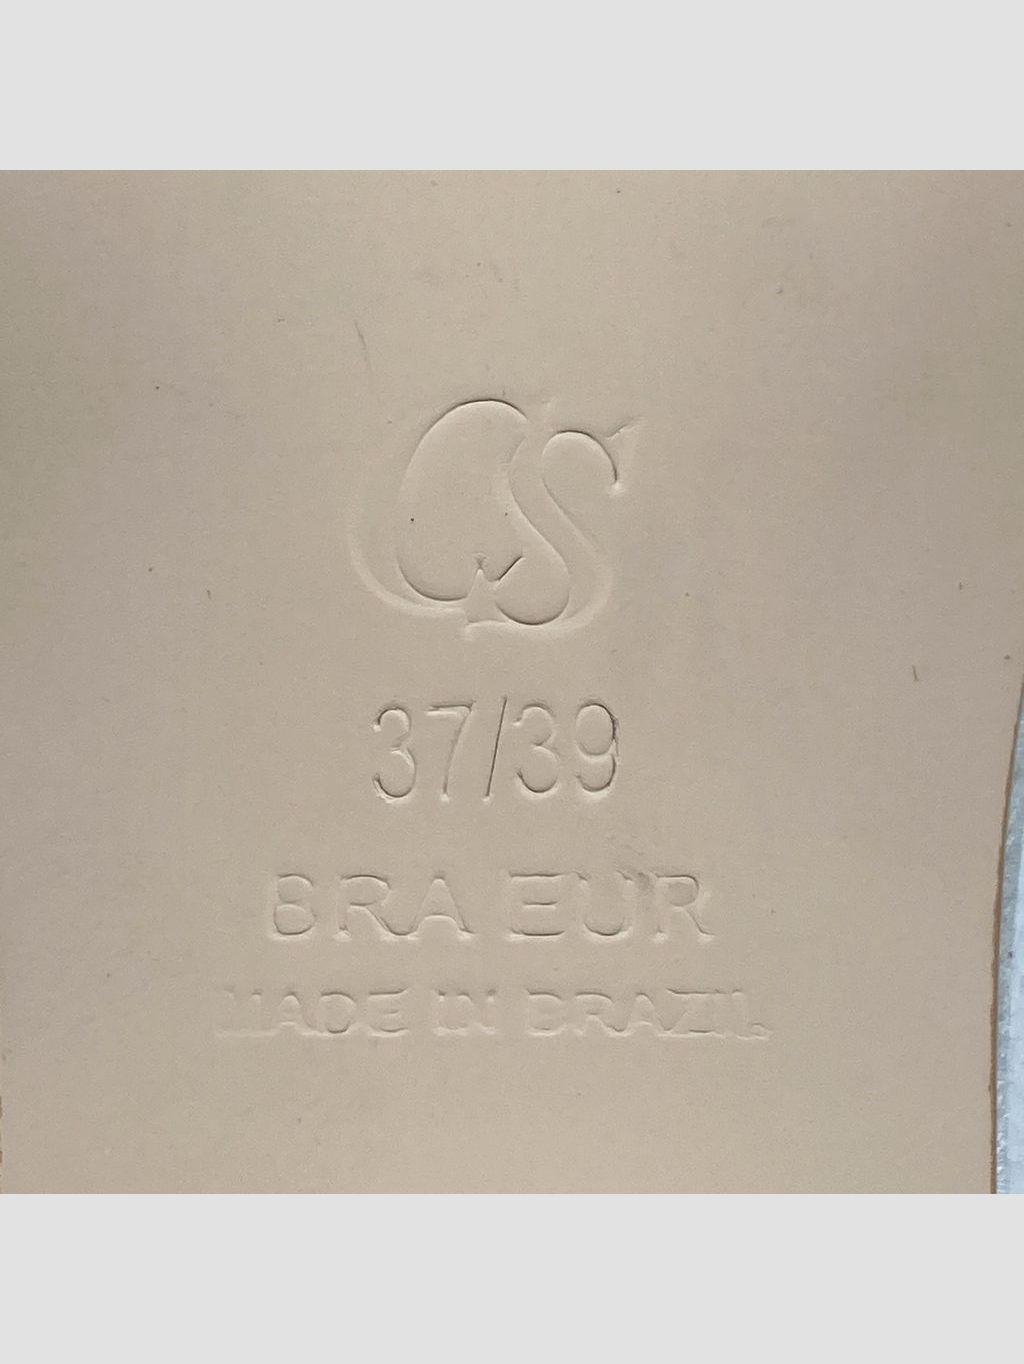 CS
37/39
BRA EUR
MADE IN BRAZIL